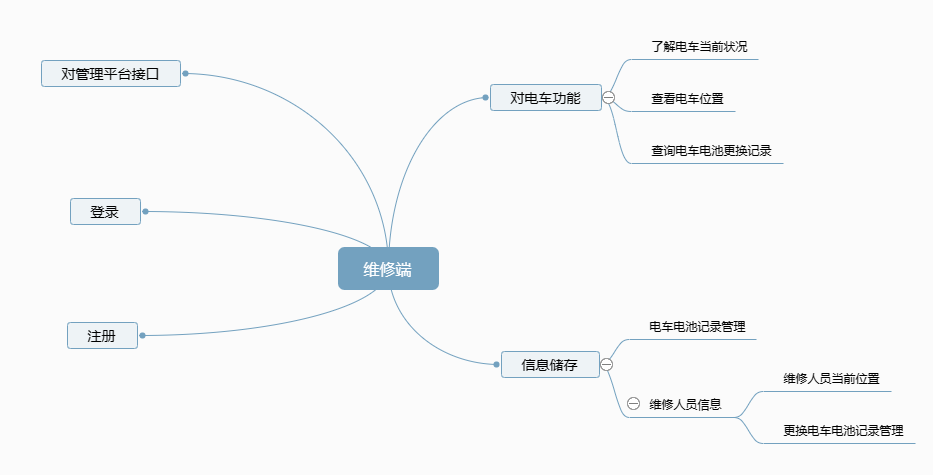 对管理平台接口
登录
注册
维修端
对电车功能
了解电车当前状况
查看电车位置
查询电车电池更换记录
信息储存
电车电池记录管理
维修人员信息
维修人员当前位置
更换电车电池记录管理